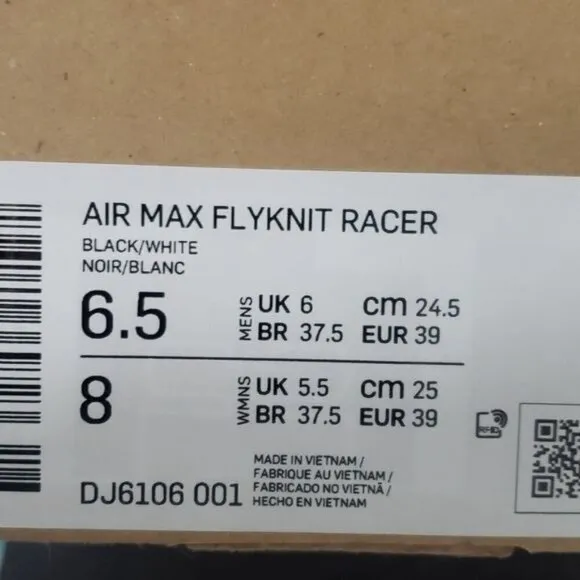 AIR MAX FLYKNIT RACER
BLACK/WHITE
NOIR/BLANC
6.5 MENS UK 6 cm 24.5
BR 37.5 EUR 39
8 WMNS UK 5.5 cm 25
BR 37.5 EUR 39
RFID
MADE IN VIETNAM /
FABRIQUE AU VIETNAM /
FABRICADO NO VIETNÃ /
HECHO EN VIETNAM
DJ6106 001